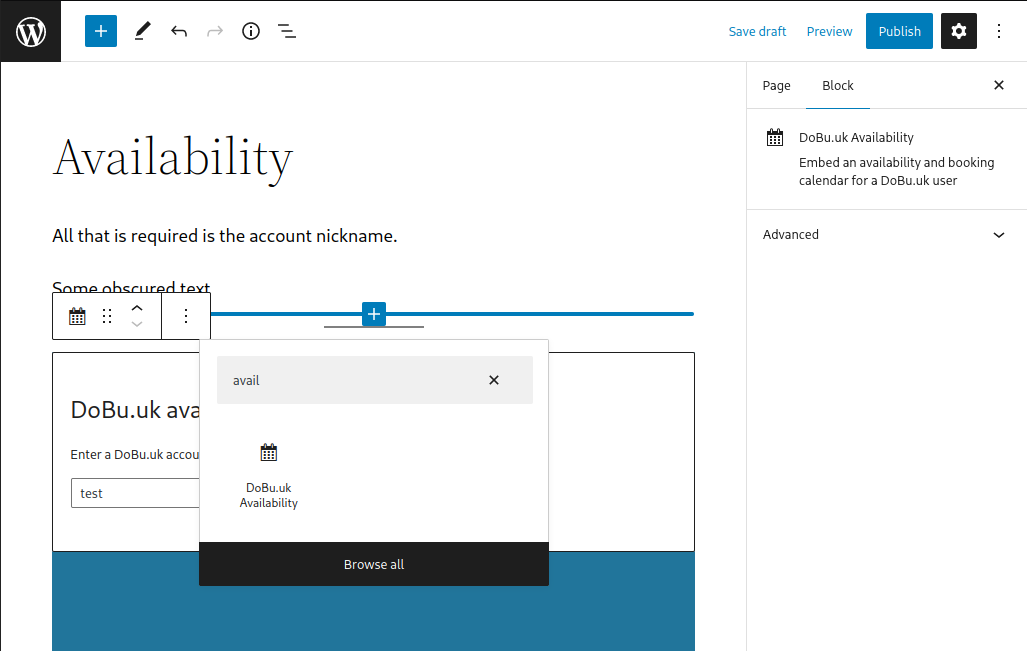 Save draft
Preview
Publish
Page
Block
Availability
DoBu.uk Availability
Embed an availability and booking
calendar for a DoBu.uk user
All that is required is the account nickname.
Advanced
Some obscured text
avail
DoBu.uk ava
Enter a DoBu.uk accou
DoBu.uk
Availability
test
Browse all